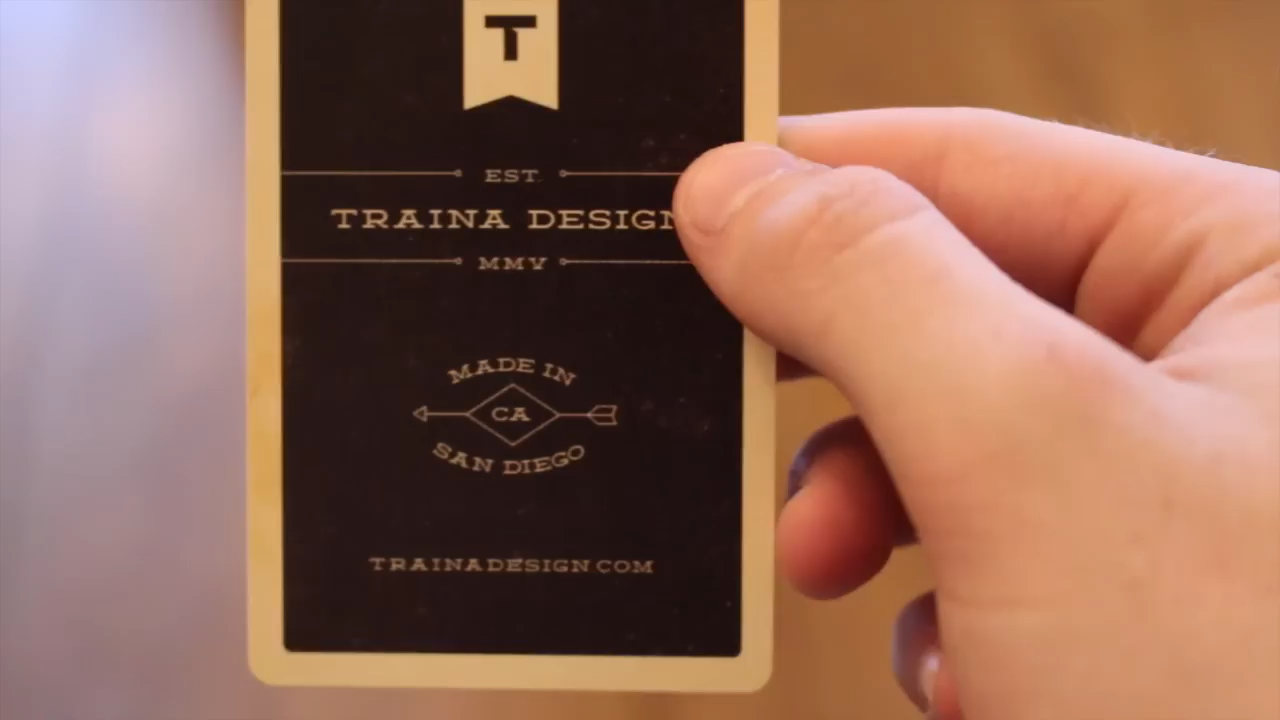 T
EST.
TRAINA DESIGN
MMV
MADE IN
CA
SAN DIEGO
TRAINADESIGN.COM